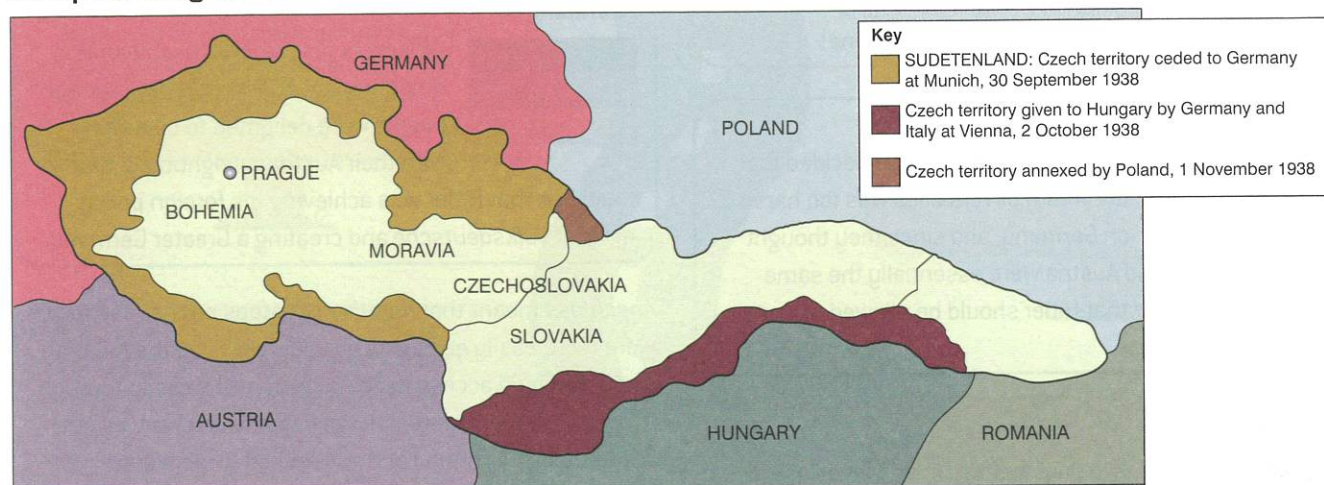 Key
SUDETENLAND: Czech territory ceded to Germany
at Munich, 30 September 1938
Czech territory given to Hungary by Germany and
Italy at Vienna, 2 October 1938
Czech territory annexed by Poland, 1 November 1938
GERMANY
POLAND
PRAGUE
BOHEMIA
MORAVIA
CZECHOSLOVAKIA
SLOVAKIA
AUSTRIA
HUNGARY
ROMANIA